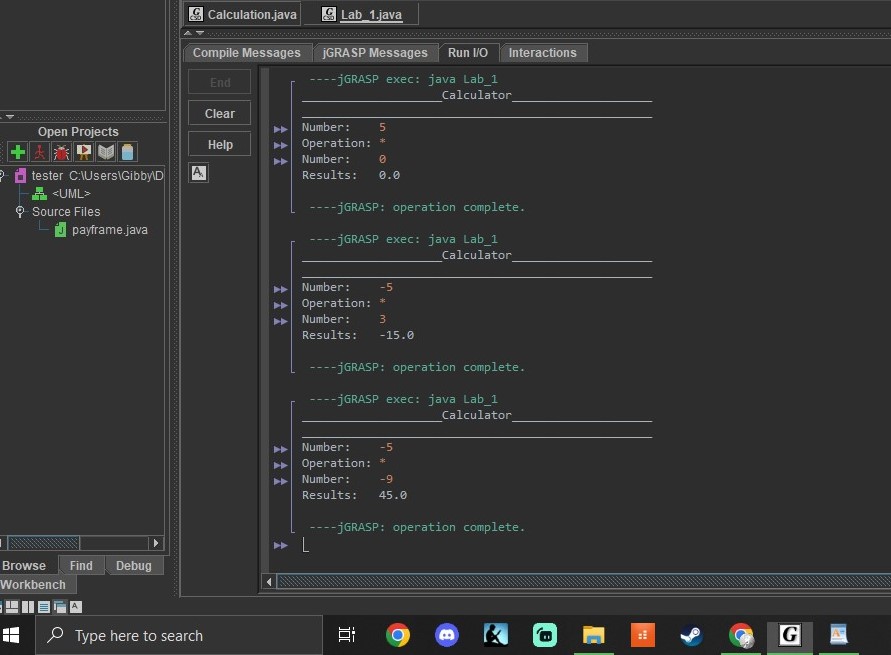 Calculation.java
Lab_1.java
Compile Messages
jGRASP Messages
Run I/O
Interactions
End
Clear
Help
A
Open Projects
tester C:\Users\Gibby\D
<UML>
Source Files
payframe.java
Browse
Find
Debug
Workbench
----jGRASP exec: java Lab_1
____________________Calculator____________________
Number: 5
Operation: *
Number: 0
Results: 0.0
----jGRASP: operation complete.
----jGRASP exec: java Lab_1
____________________Calculator____________________
Number: -5
Operation: *
Number: 3
Results: -15.0
----jGRASP: operation complete.
----jGRASP exec: java Lab_1
____________________Calculator____________________
Number: -5
Operation: *
Number: -9
Results: 45.0
----jGRASP: operation complete.
Type here to search